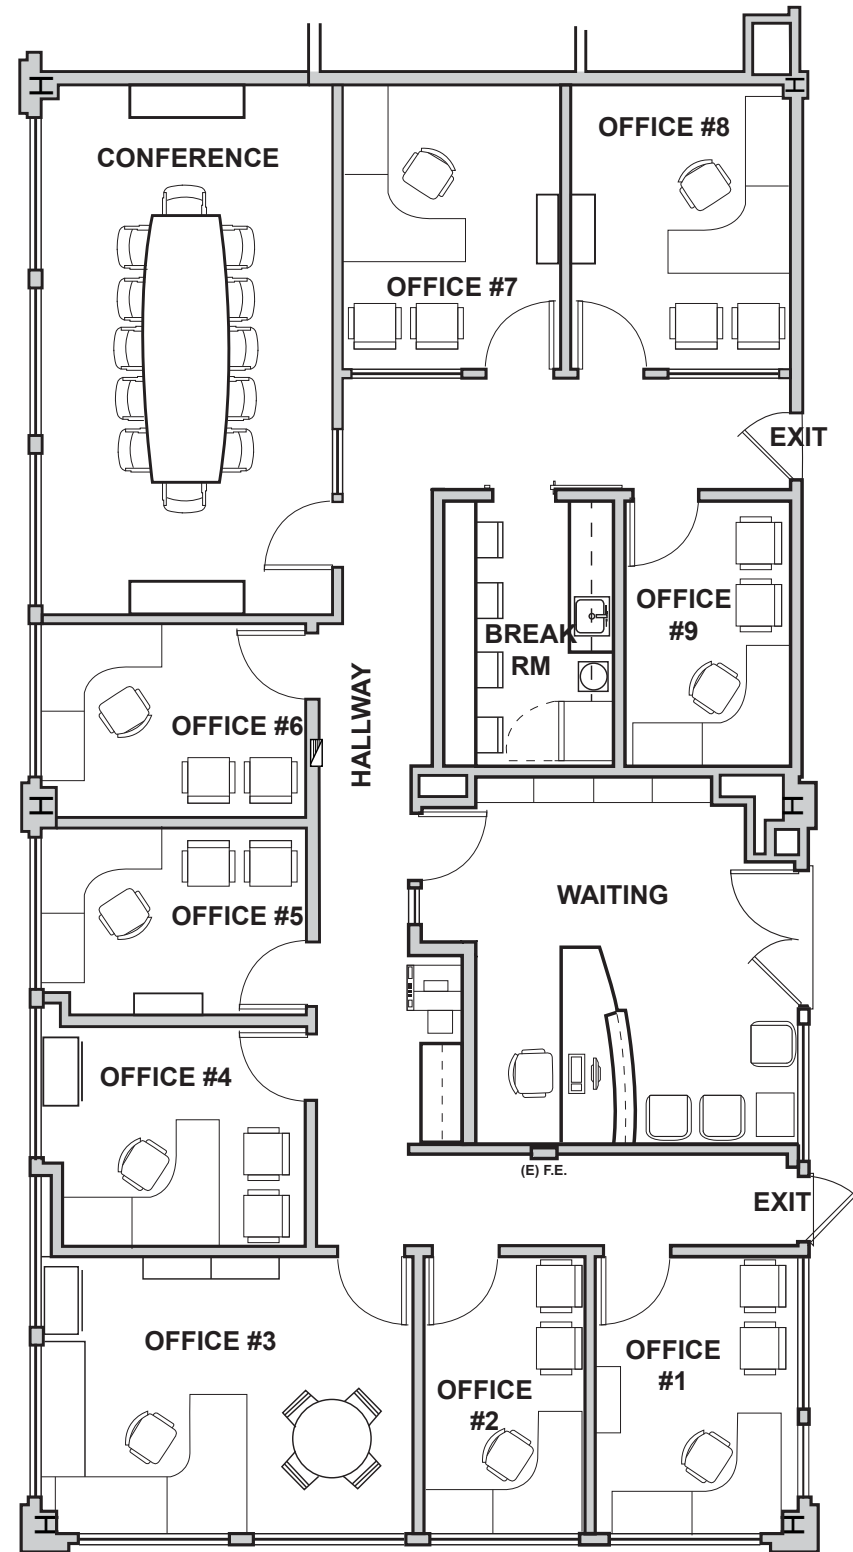 OFFICE #8
CONFERENCE
OFFICE #7
EXIT
OFFICE
#9
BREAK
RM
HALLWAY
OFFICE #6
WAITING
OFFICE #5
OFFICE #4
(E) F.E.
EXIT
OFFICE #3
OFFICE
#1
OFFICE
#2